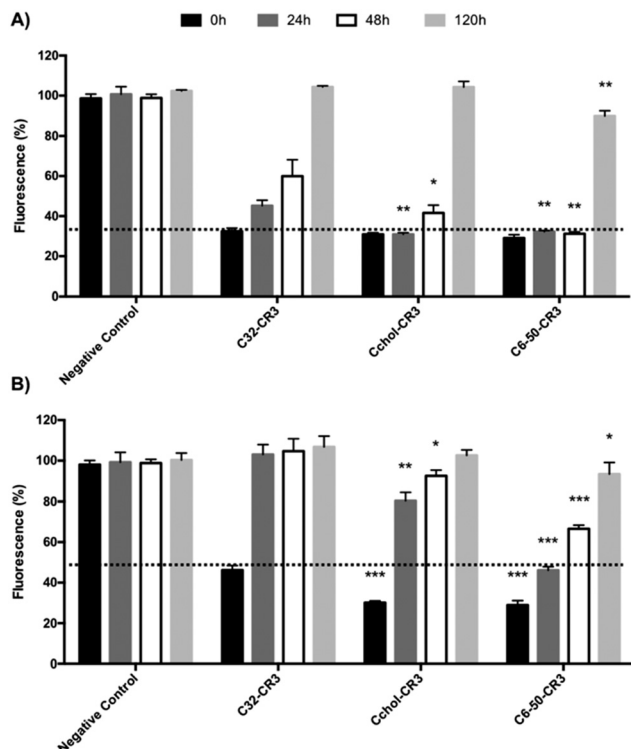 A)
0h 24h 48h 120h
120
100
80
60
40
20
0
Fluorescence (%)
** * ** ** **
Negative Control C32-CR3 Cchol-CR3 C6-50-CR3
B)
120
100
80
60
40
20
0
Fluorescence (%)
*** ** * *** *** *** *
Negative Control C32-CR3 Cchol-CR3 C6-50-CR3